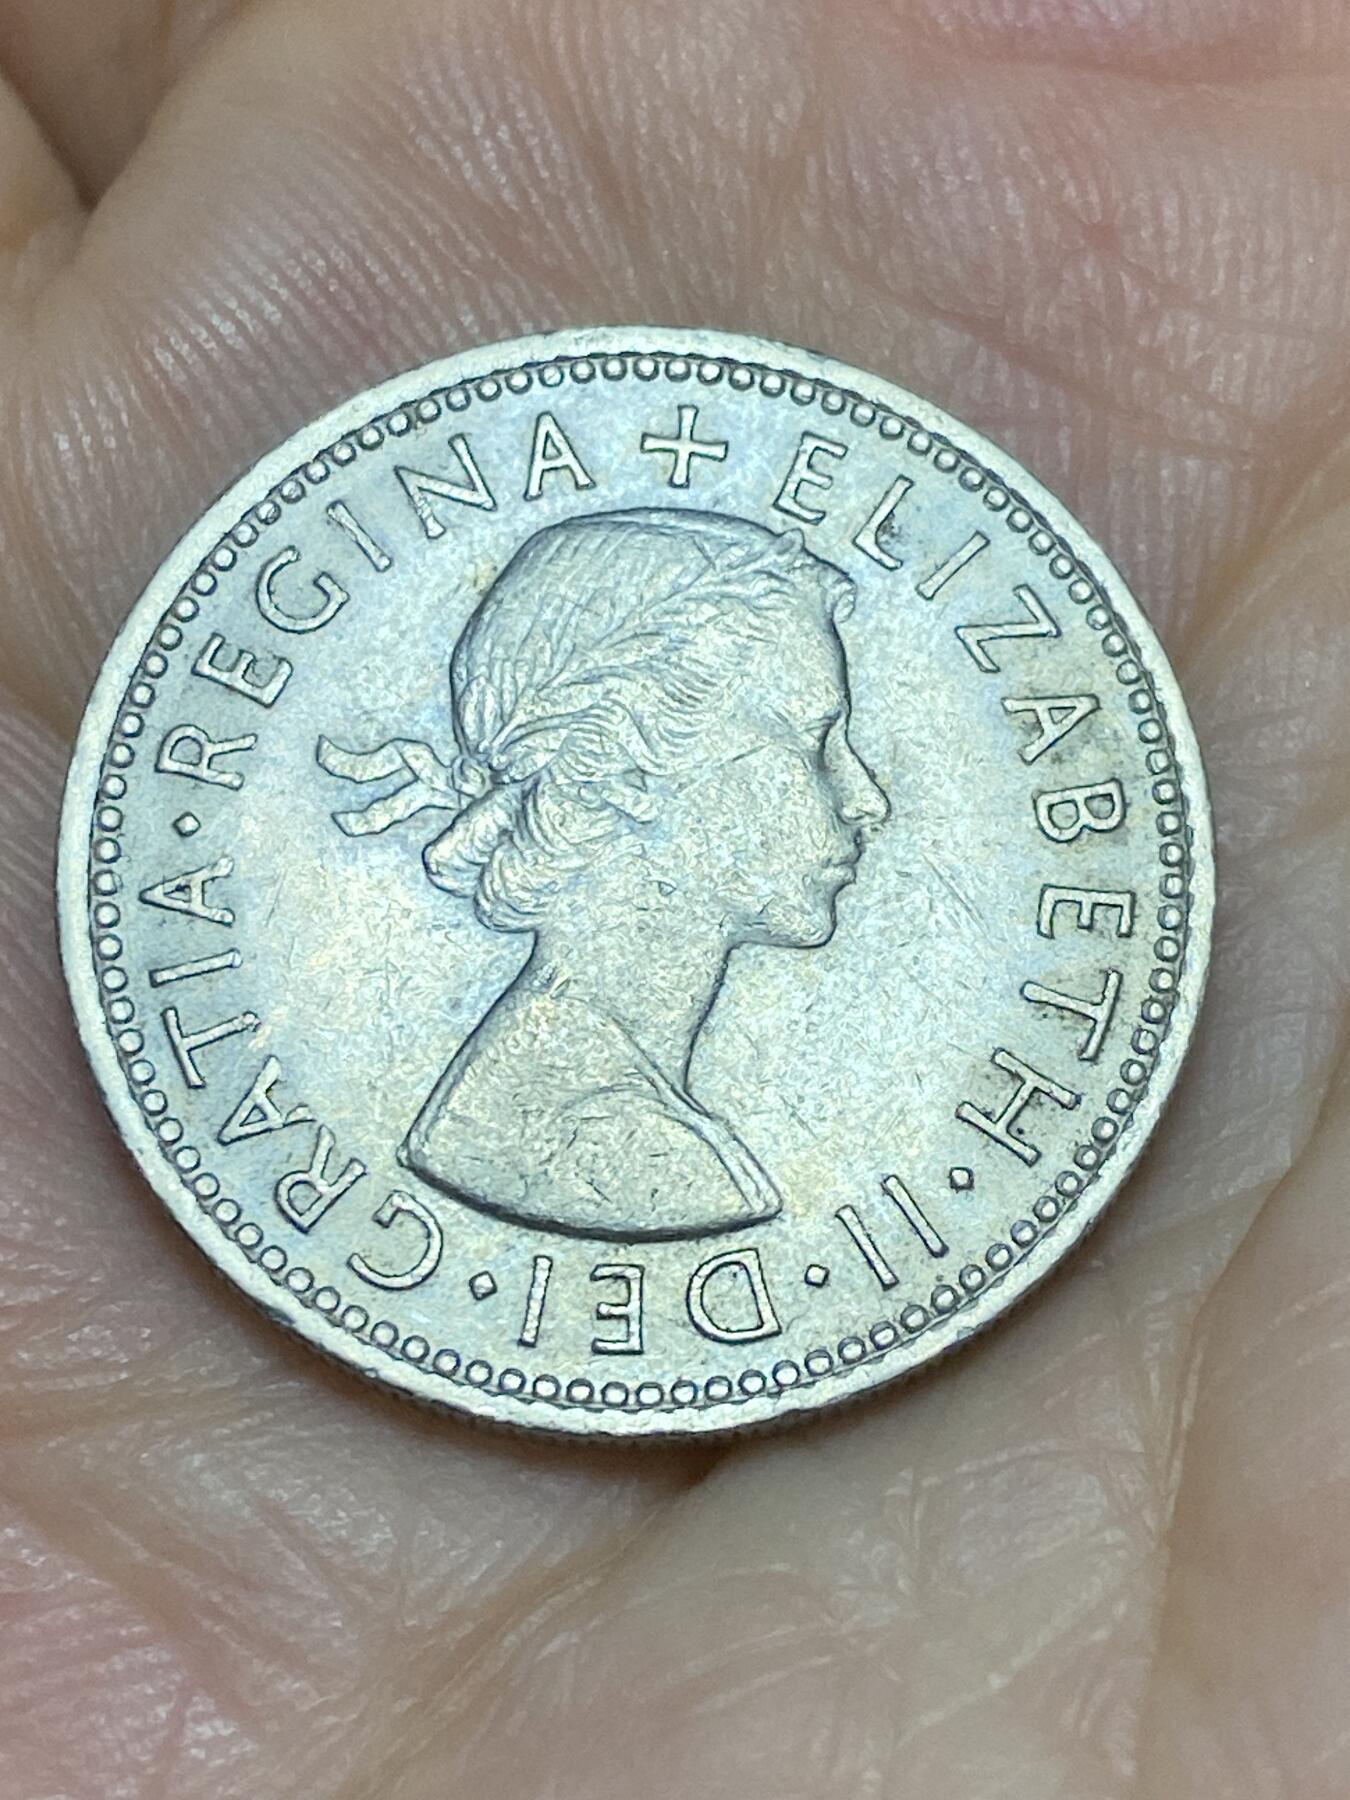 + ELIZABETH · II · DEI · GRATIA · REGINA